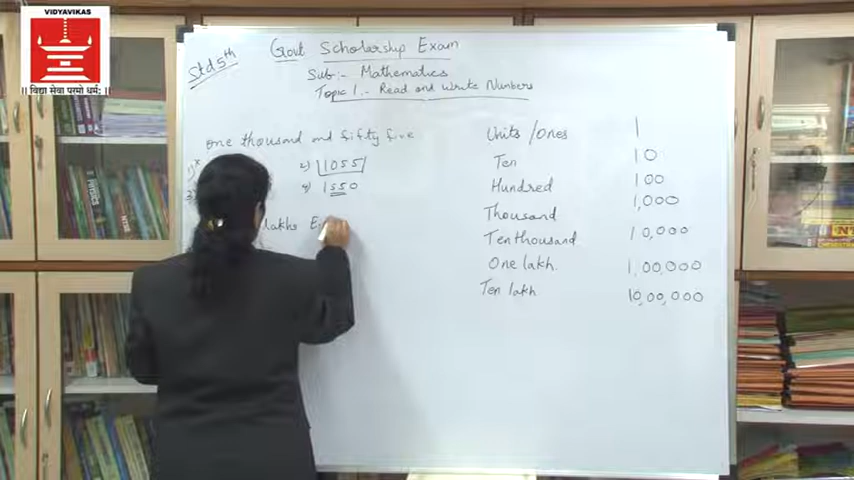 VIDYAVIKAS
|| विद्या सेवा परमो धर्मः ||
Std 5th
Govt Scholarship Exam
Sub:- Mathematics
Topic 1.- Read and Write Numbers
One thousand and fifty five
2) 1055
4) 1550
lakhs
Units/Ones 1
Ten 10
Hundred 100
Thousand 1,000
Ten thousand 10,000
One lakh. 1,00,000
Ten lakh 10,00,000